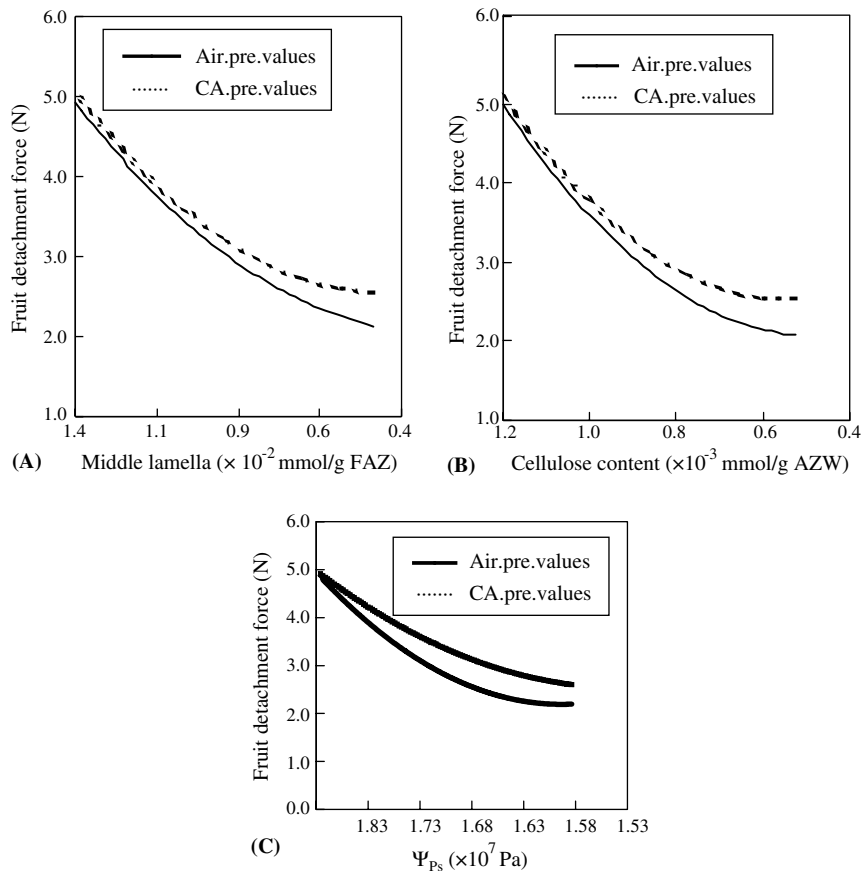 6.0
5.0
4.0
3.0
2.0
1.0
Fruit detachment force (N)
Air.pre.values
CA.pre.values
1.4 1.1 0.9 0.6 0.4
(A) Middle lamella (× 10⁻² mmol/g FAZ)
6.0
5.0
4.0
3.0
2.0
1.0
Fruit detachment force (N)
Air.pre.values
CA.pre.values
1.2 1.0 0.8 0.6 0.4
(B) Cellulose content (×10⁻³ mmol/g AZW)
6.0
5.0
4.0
3.0
2.0
1.0
0.0
Fruit detachment force (N)
Air.pre.values
CA.pre.values
1.83 1.73 1.68 1.63 1.58 1.53
(C) Ψ_Ps (×10⁷ Pa)